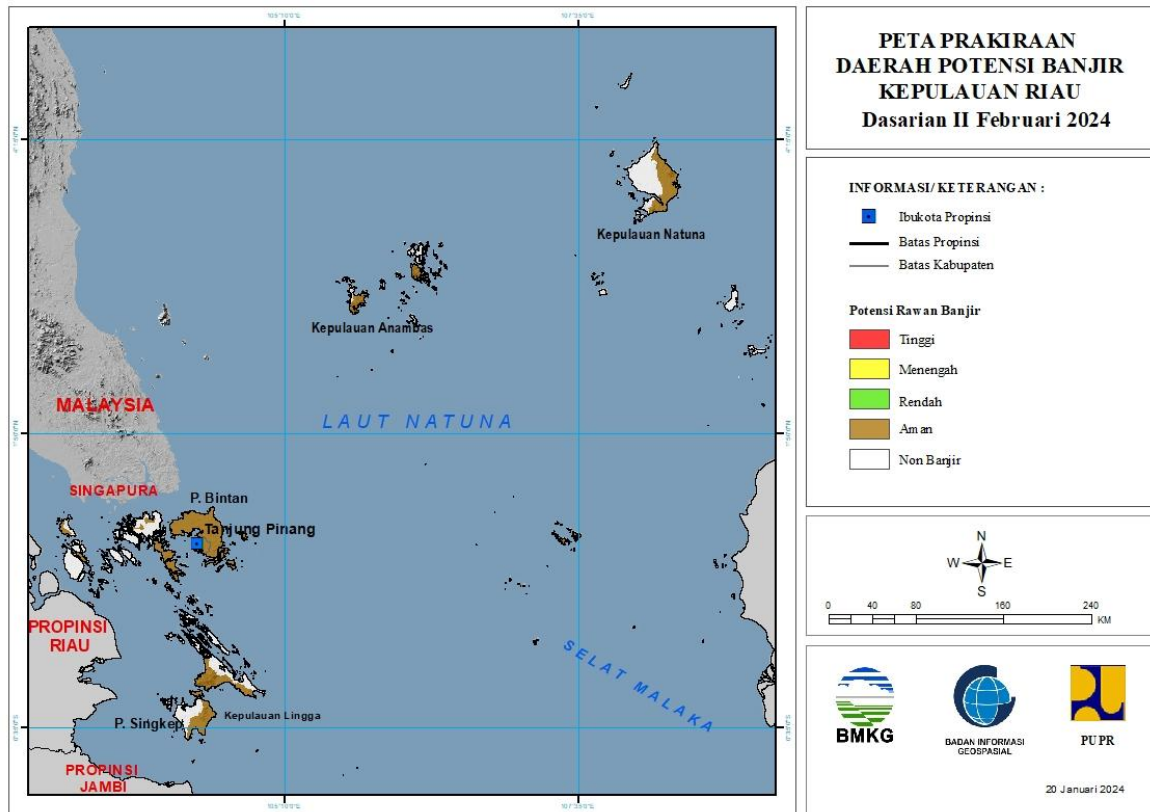 PETA PRAKIRAAN
DAERAH POTENSI BANJIR
KEPULAUAN RIAU
Dasarian II Februari 2024
INFORMASI/ KETERANGAN :
Ibukota Propinsi
Batas Propinsi
Batas Kabupaten
Potensi Rawan Banjir
Tinggi
Menengah
Rendah
Aman
Non Banjir
N
W E
S
0 40 80 160 240
KM
BMKG
BADAN INFORMASI
GEOSPASIAL
PUPR
20 Januari 2024
Kepulauan Natuna
Kepulauan Anambas
MALAYSIA
LAUT NATUNA
SINGAPURA
P. Bintan
Tanjung Pinang
PROPINSI
RIAU
SELAT MALAKA
P. Singkep
Kepulauan Lingga
PROPINSI
JAMBI